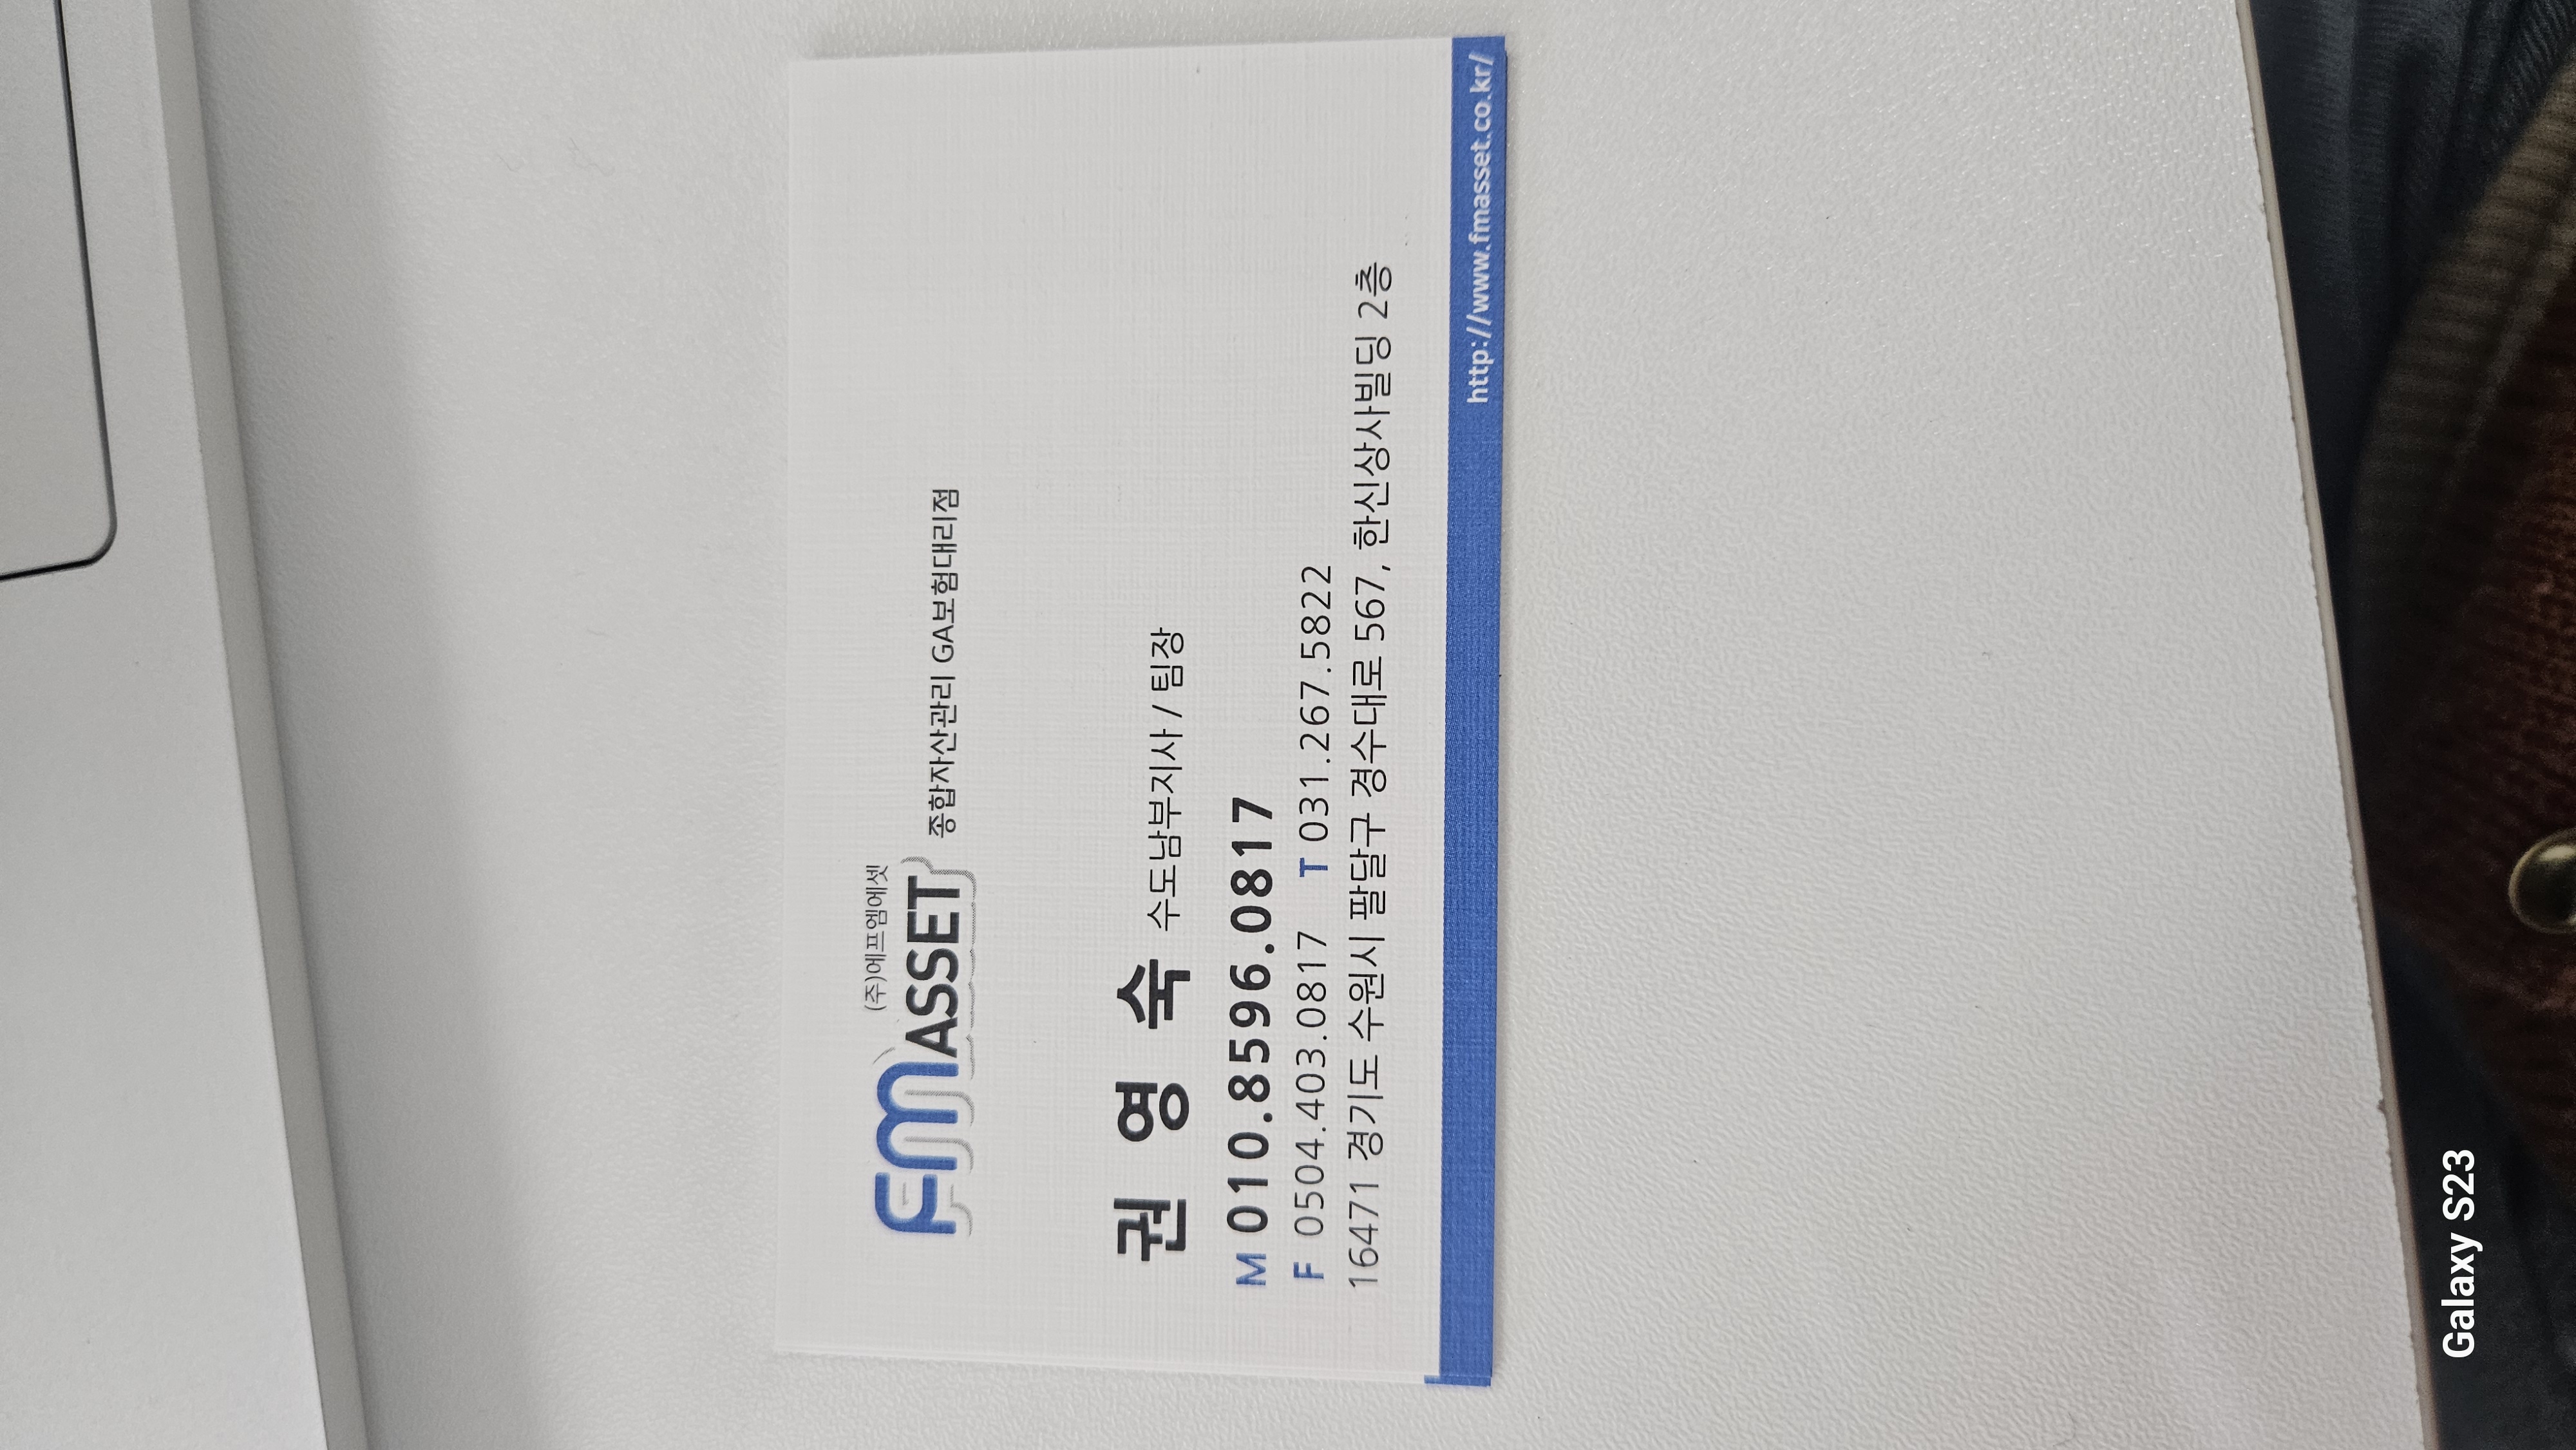 (주)에프엠에셋
FM ASSET 종합자산관리 GA보험대리점
권 영 숙 수도남부지사 / 팀장
M 010.8596.0817
F 0504.403.0817 T 031.267.5822
16471 경기도 수원시 팔달구 경수대로 567, 한신상사빌딩 2층
http://www.fmasset.co.kr/
Galaxy S23